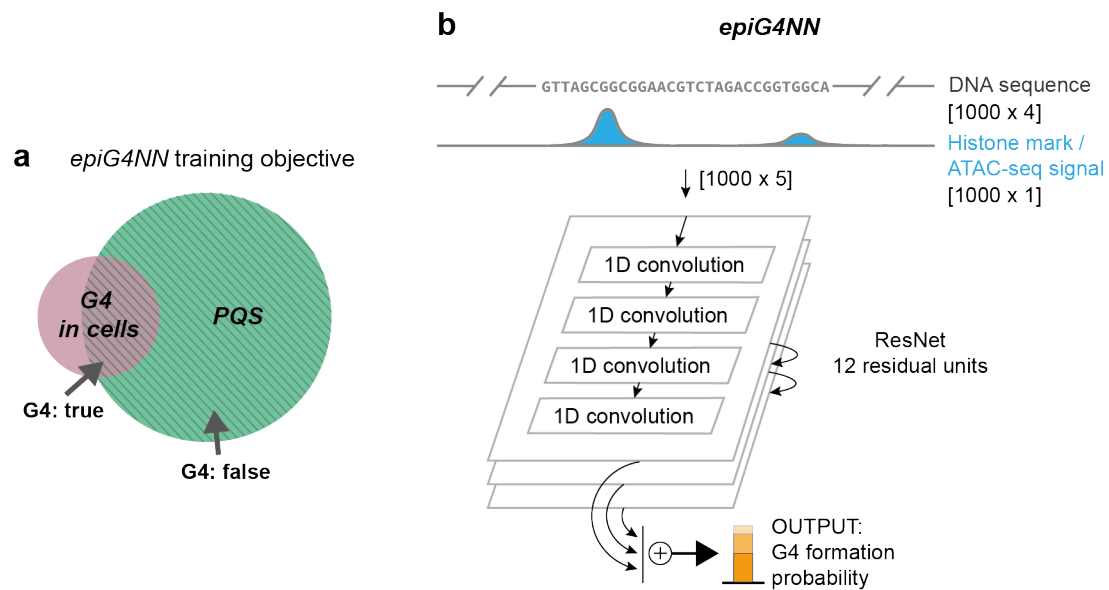 a
epiG4NN training objective
G4
in cells
PQS
G4: true
G4: false
b
epiG4NN
GTTAGCGGCGGAACGTCTAGACCGGTGGCA
DNA sequence
[1000 x 4]
Histone mark /
ATAC-seq signal
[1000 x 1]
[1000 x 5]
1D convolution
1D convolution
1D convolution
1D convolution
ResNet
12 residual units
+
OUTPUT:
G4 formation
probability